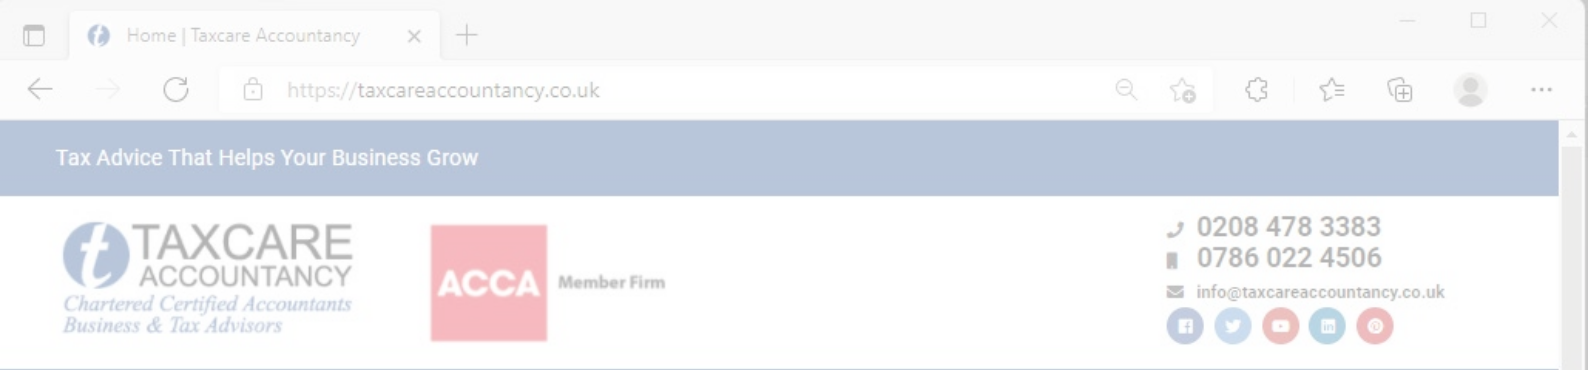 Home | Taxcare Accountancy
https://taxcareaccountancy.co.uk
Tax Advice That Helps Your Business Grow
t TAXCARE
ACCOUNTANCY
Chartered Certified Accountants
Business & Tax Advisors
ACCA
Member Firm
0208 478 3383
0786 022 4506
info@taxcareaccountancy.co.uk